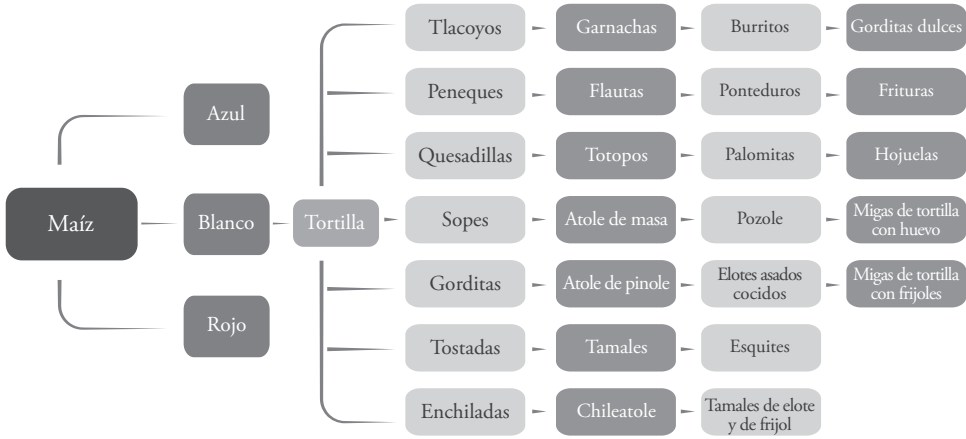 Maíz
Azul
Blanco
Rojo
Tortilla
Tlacoyos
Garnachas
Burritos
Gorditas dulces
Peneques
Flautas
Ponteduros
Frituras
Quesadillas
Totopos
Palomitas
Hojuelas
Sopes
Atole de masa
Pozole
Migas de tortilla
con huevo
Gorditas
Atole de pinole
Elotes asados
cocidos
Migas de tortilla
con frijoles
Tostadas
Tamales
Esquites
Enchiladas
Chileatole
Tamales de elote
y de frijol